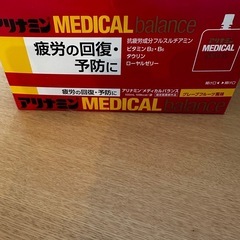 アリナミン MEDICAL balance
疲労の回復・
予防に
抗疲労成分フルスルチアミン
ビタミンB₂・B₆
タウリン
ローヤルゼリー
MEDICAL
アリナミン MEDICAL balance
疲労の回復・予防に
アリナミン メディカルバランス
グレープフルーツ風味